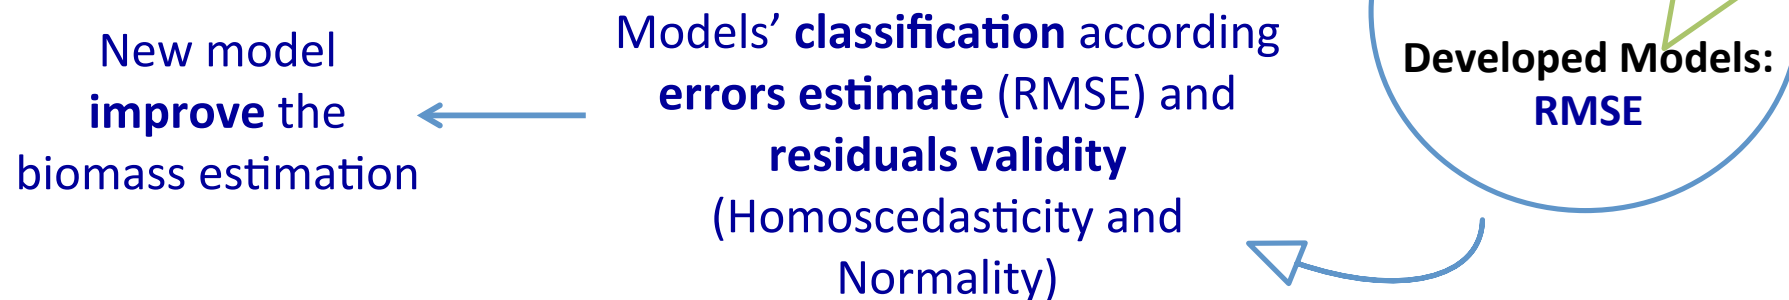 New model
improve the
biomass estimation
Models’ classification according
errors estimate (RMSE) and
residuals validity
(Homoscedasticity and
Normality)
Developed Models:
RMSE